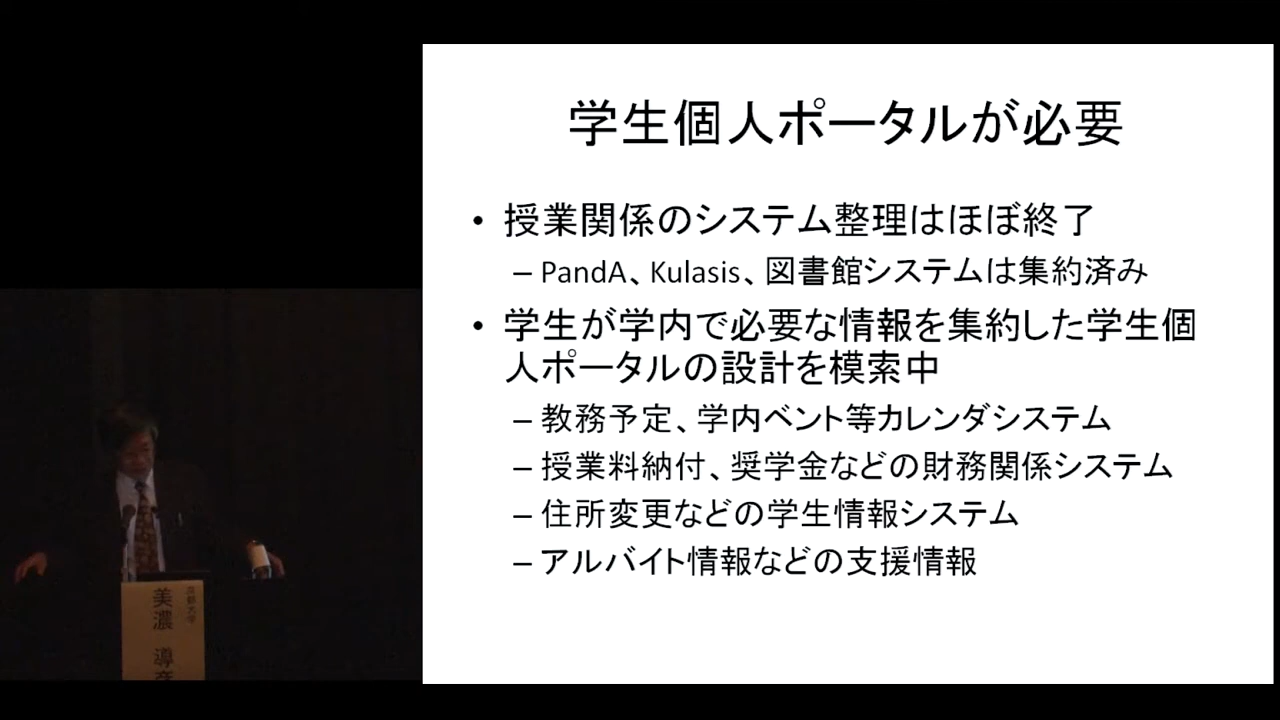 学生個人ポータルが必要
• 授業関係のシステム整理はほぼ終了
– PandA、Kulasis、図書館システムは集約済み
• 学生が学内で必要な情報を集約した学生個
人ポータルの設計を模索中
– 教務予定、学内ベント等カレンダシステム
– 授業料納付、奨学金などの財務関係システム
– 住所変更などの学生情報システム
– アルバイト情報などの支援情報
京都大学
美濃 導彦